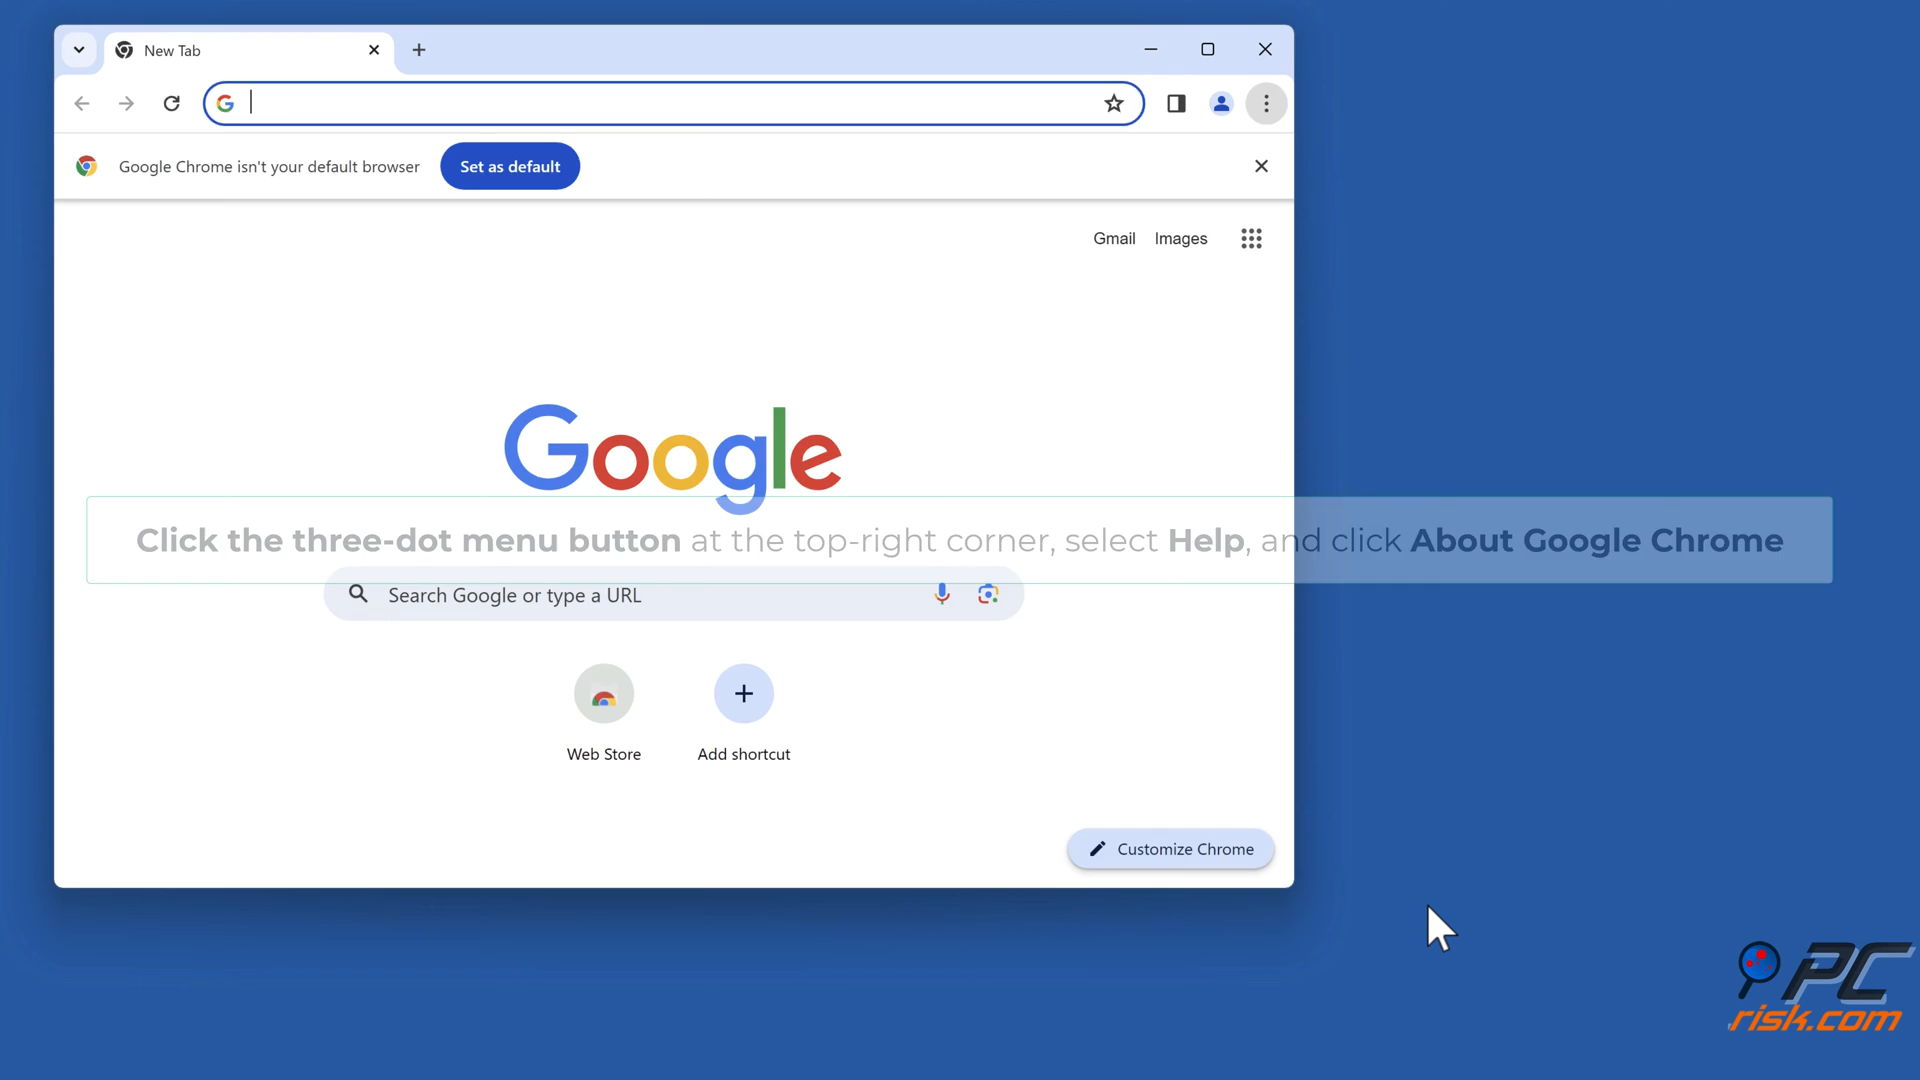 New Tab
Google Chrome isn't your default browser
Set as default
Gmail Images
Google
Click the three-dot menu button at the top-right corner, select Help, and click About Google Chrome
Search Google or type a URL
Web Store
Add shortcut
Customize Chrome
PC
risk.com